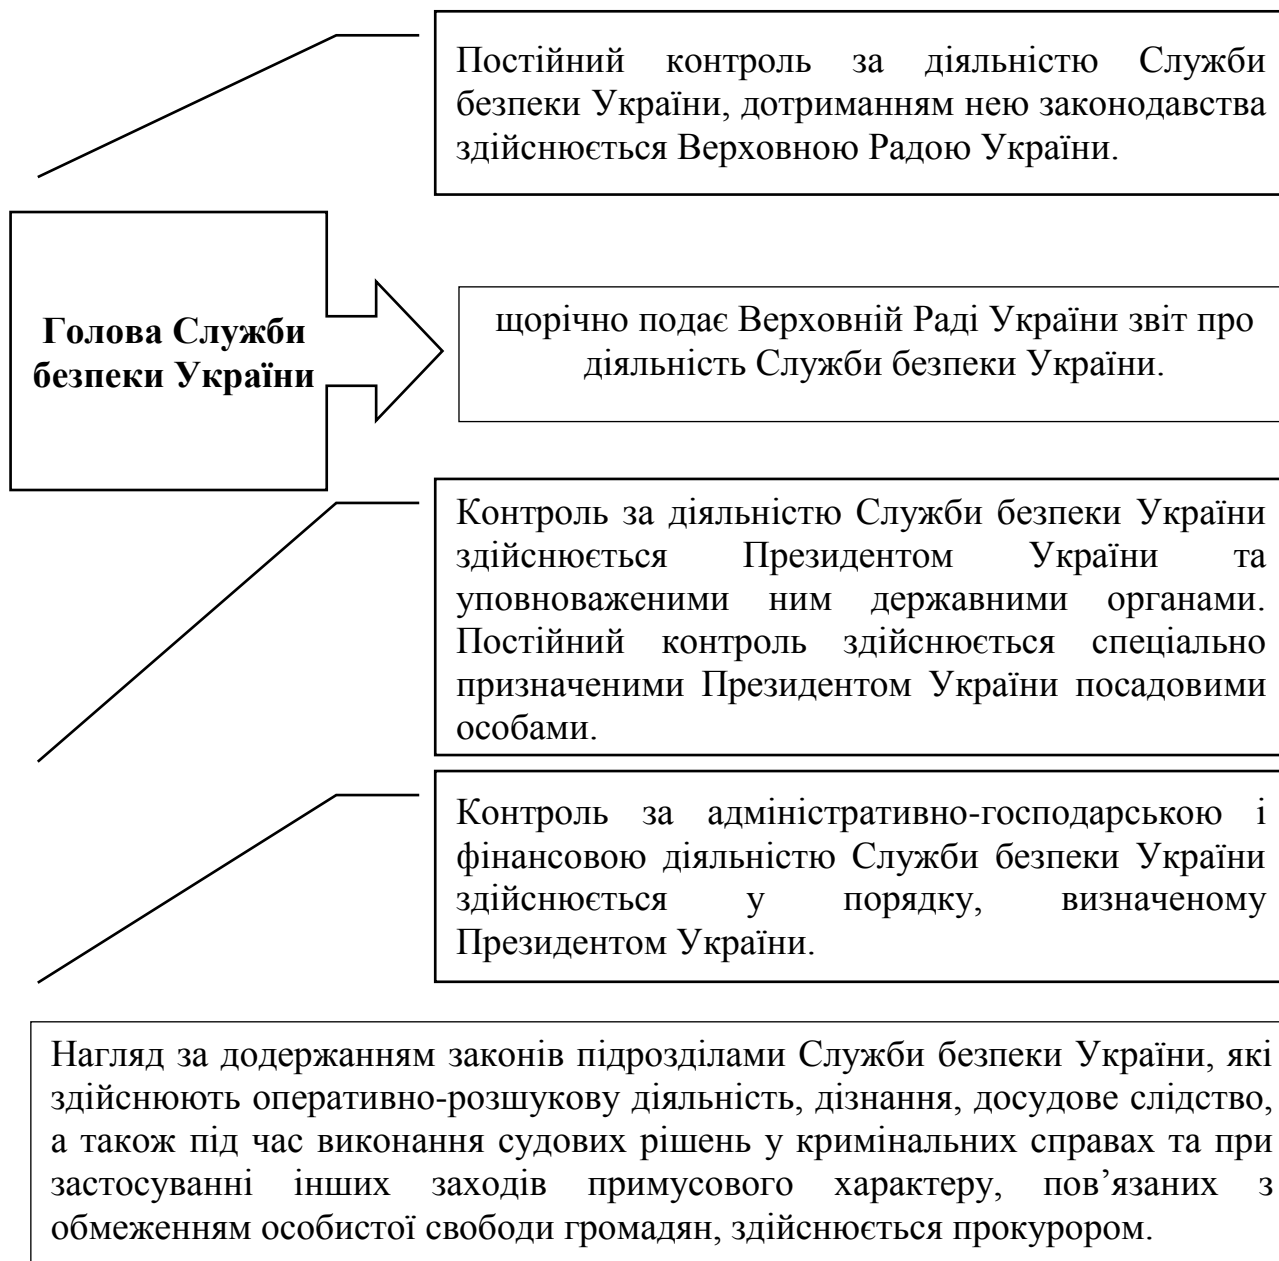 Постійний контроль за діяльністю Служби
безпеки України, дотриманням нею законодавства
здійснюється Верховною Радою України.
Голова Служби
безпеки України
щорічно подає Верховній Раді України звіт про
діяльність Служби безпеки України.
Контроль за діяльністю Служби безпеки України
здійснюється Президентом України та
уповноваженими ним державними органами.
Постійний контроль здійснюється спеціально
призначеними Президентом України посадовими
особами.
Контроль за адміністративно-господарською і
фінансовою діяльністю Служби безпеки України
здійснюється у порядку, визначеному
Президентом України.
Нагляд за додержанням законів підрозділами Служби безпеки України, які
здійснюють оперативно-розшукову діяльність, дізнання, досудове слідство,
а також під час виконання судових рішень у кримінальних справах та при
застосуванні інших заходів примусового характеру, пов’язаних з
обмеженням особистої свободи громадян, здійснюється прокурором.